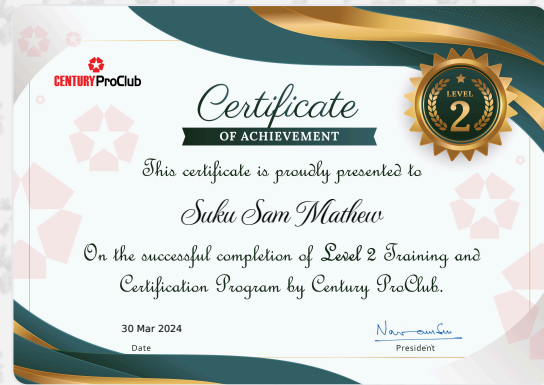 CENTURY ProClub
LEVEL
2
Certificate
OF ACHIEVEMENT
This certificate is proudly presented to
Suku Sam Mathew
On the successful completion of Level 2 Training and
Certification Program by Century ProClub.
30 Mar 2024
Date
President